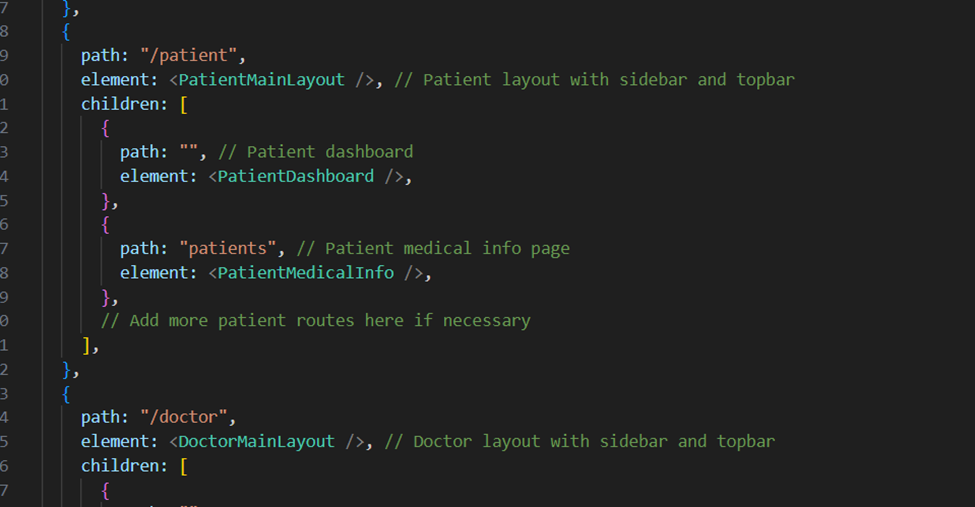 7 },
8 {
9 path: "/patient",
0 element: <PatientMainLayout />, // Patient layout with sidebar and topbar
1 children: [
2 {
3 path: "", // Patient dashboard
4 element: <PatientDashboard />,
5 },
6 {
7 path: "patients", // Patient medical info page
8 element: <PatientMedicalInfo />,
9 },
0 // Add more patient routes here if necessary
1 ],
2 },
3 {
4 path: "/doctor",
5 element: <DoctorMainLayout />, // Doctor layout with sidebar and topbar
6 children: [
7 {